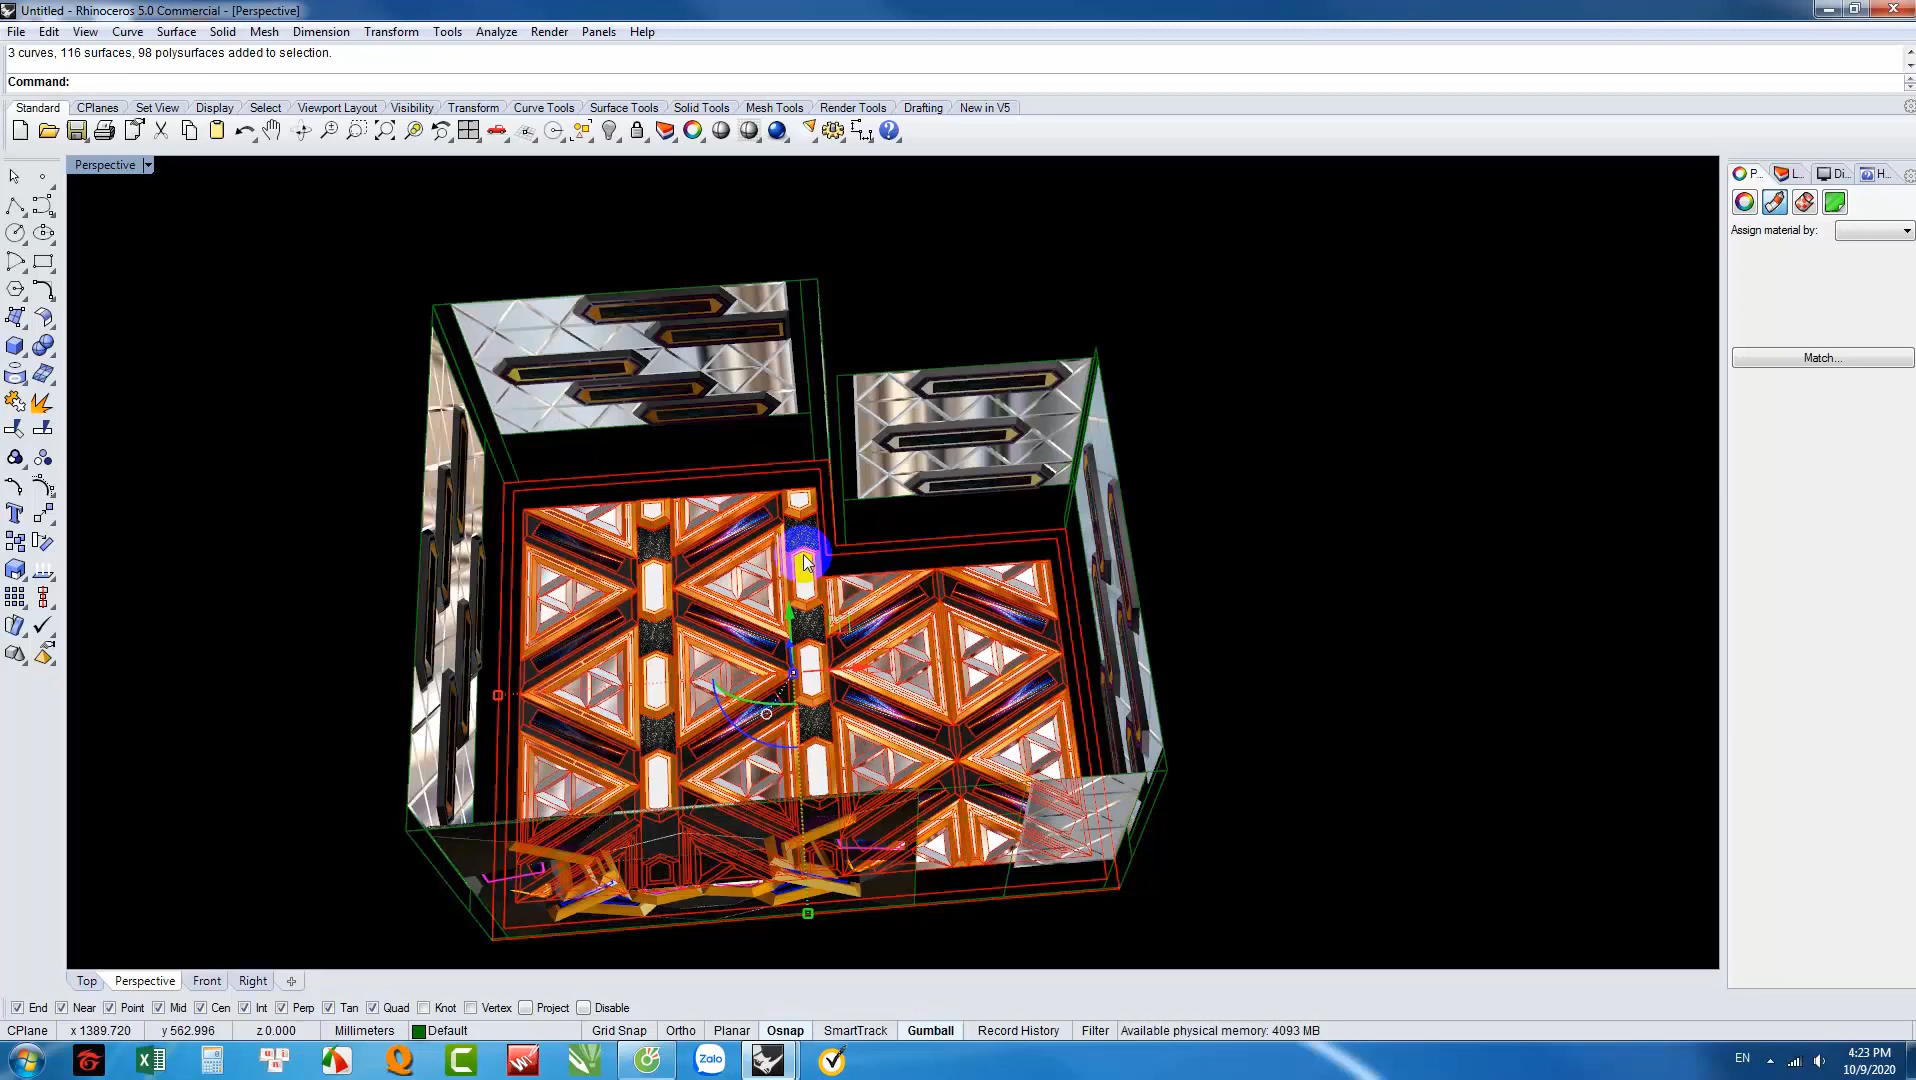 Untitled - Rhinoceros 5.0 Commercial - [Perspective]
File Edit View Curve Surface Solid Mesh Dimension Transform Tools Analyze Render Panels Help
3 curves, 116 surfaces, 98 polysurfaces added to selection.
Command:
Standard CPlanes Set View Display Select Viewport Layout Visibility Transform Curve Tools Surface Tools Solid Tools Mesh Tools Render Tools Drafting New in V5
Perspective
P... L... Di... H...
Assign material by:
Match...
Top Perspective Front Right
End Near Point Mid Cen Int Perp Tan Quad Knot Vertex Project Disable
CPlane x 1389.720 y 562.996 z 0.000 Millimeters Default Grid Snap Ortho Planar Osnap SmartTrack Gumball Record History Filter Available physical memory: 4093 MB
Zalo
EN
4:23 PM
10/9/2020